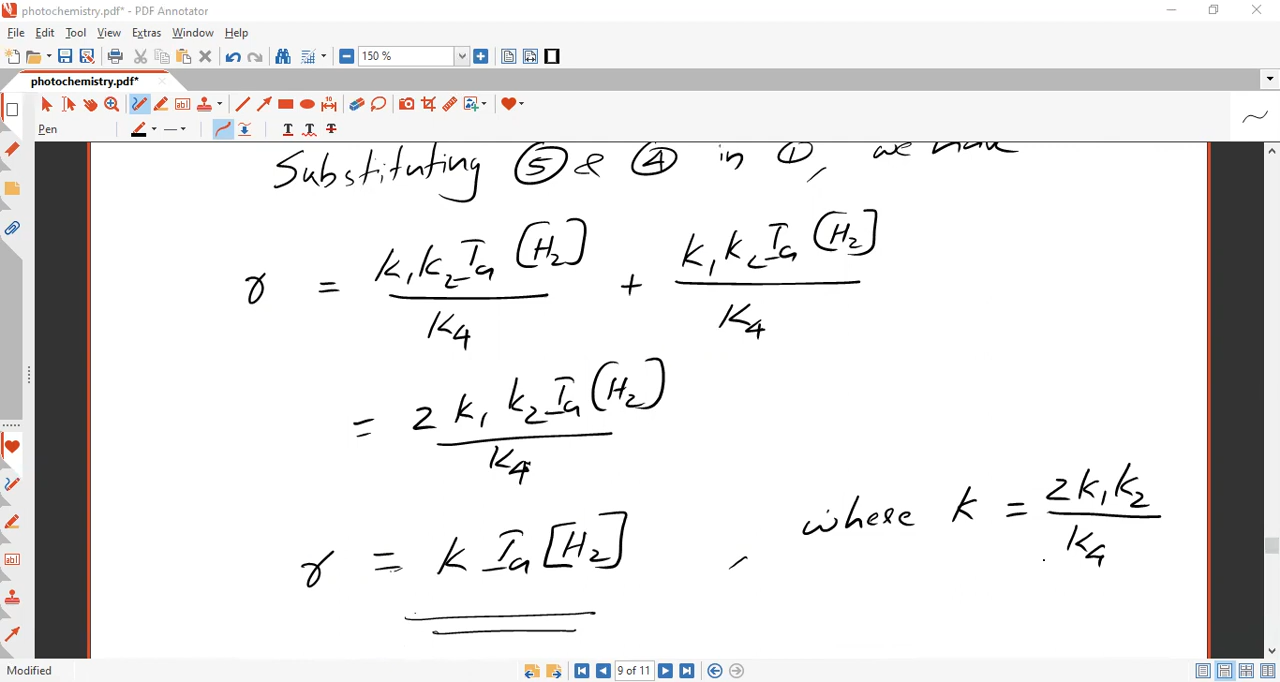 photochemistry.pdf* - PDF Annotator
File Edit Tool View Extras Window Help
150 %
photochemistry.pdf*
Pen
Substituting ⑤ & ④ in ①, we have
r = k₁k₂Iₐ[H₂]/k₄ + k₁k₂Iₐ[H₂]/k₄
= 2k₁k₂Iₐ[H₂]/k₄
r = k Iₐ[H₂], where k = 2k₁k₂/k₄
Modified 9 of 11